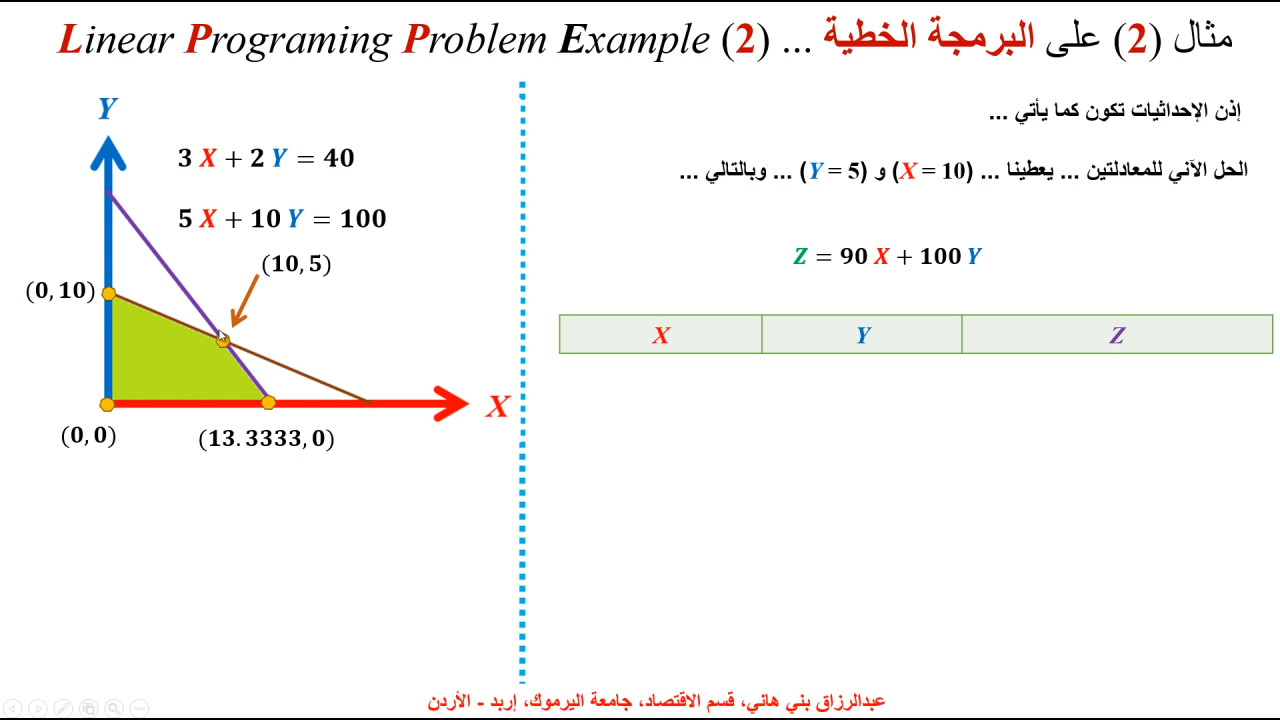 Linear Programing Problem Example (2) ... مثال (2) على البرمجة الخطية
Y
3 X + 2 Y = 40
5 X + 10 Y = 100
(10, 5)
(0, 10)
X
(0, 0)
(13.3333, 0)
إذن الإحداثيات تكون كما يأتي ...
الحل الآني للمعادلتين ... يعطينا ... (X = 10) و (Y = 5) ... وبالتالي ...
Z = 90 X + 100 Y
X Y Z
عبدالرزاق بني هاني، قسم الاقتصاد، جامعة اليرموك، إربد - الأردن